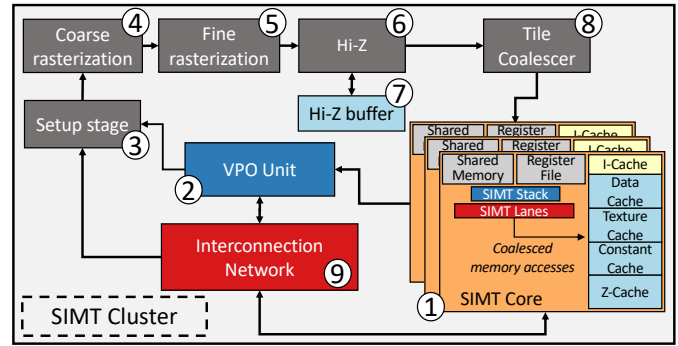 4
Coarse
rasterization
5
Fine
rasterization
6
Hi-Z
8
Tile
Coalescer
7
Hi-Z buffer
Setup stage
3
VPO Unit
2
Interconnection
Network
9
SIMT Cluster
Shared
Register
I-Cache
Shared
Register
I-Cache
Shared
Memory
Register
File
I-Cache
Data
Cache
Texture
Cache
Constant
Cache
Z-Cache
SIMT Stack
SIMT Lanes
Coalesced
memory accesses
1
SIMT Core